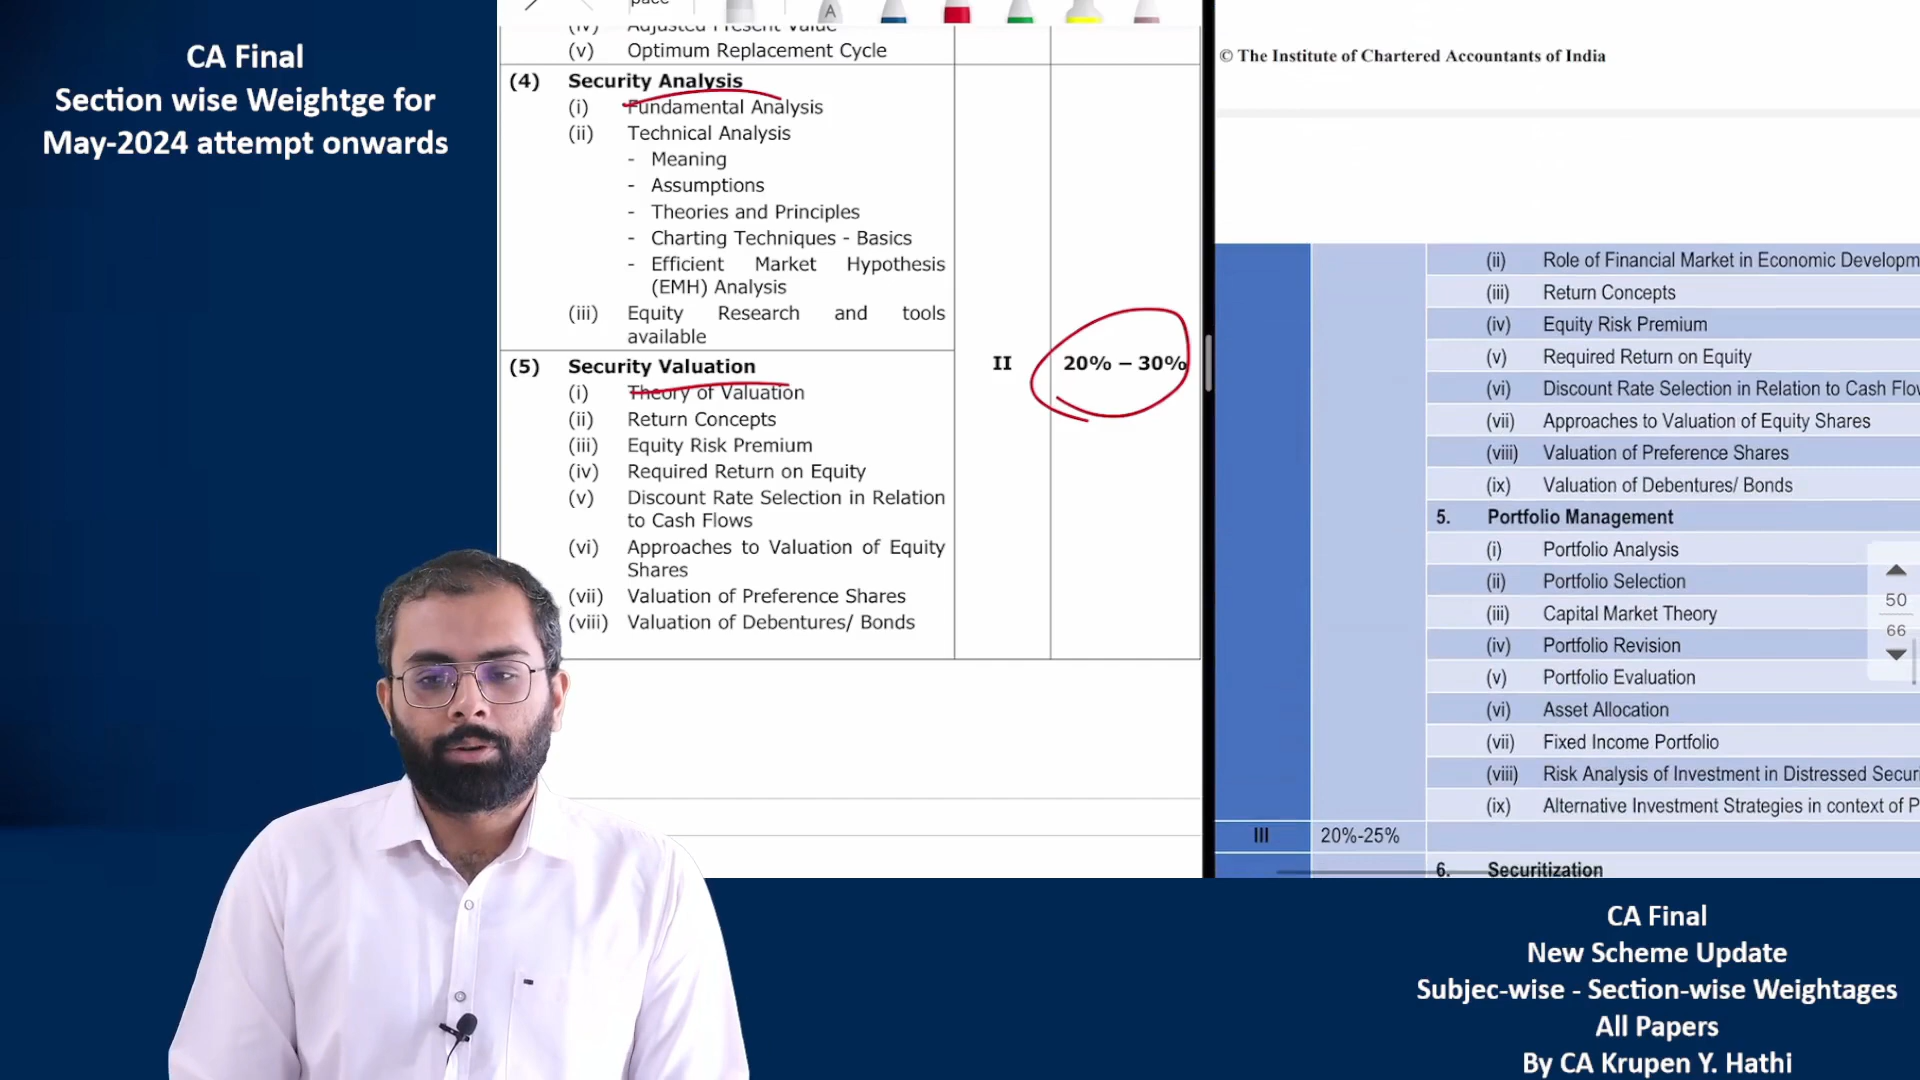 CA Final
Section wise Weightge for
May-2024 attempt onwards
A
(iv) Adjusted Present Value
(v) Optimum Replacement Cycle
(4) Security Analysis
(i) Fundamental Analysis
(ii) Technical Analysis
- Meaning
- Assumptions
- Theories and Principles
- Charting Techniques - Basics
- Efficient Market Hypothesis
(EMH) Analysis
(iii) Equity Research and tools
available
(5) Security Valuation
(i) Theory of Valuation
(ii) Return Concepts
(iii) Equity Risk Premium
(iv) Required Return on Equity
(v) Discount Rate Selection in Relation
to Cash Flows
(vi) Approaches to Valuation of Equity
Shares
(vii) Valuation of Preference Shares
(viii) Valuation of Debentures/ Bonds
II
20% – 30%
© The Institute of Chartered Accountants of India
(ii) Role of Financial Market in Economic Developm
(iii) Return Concepts
(iv) Equity Risk Premium
(v) Required Return on Equity
(vi) Discount Rate Selection in Relation to Cash Flow
(vii) Approaches to Valuation of Equity Shares
(viii) Valuation of Preference Shares
(ix) Valuation of Debentures/ Bonds
5. Portfolio Management
(i) Portfolio Analysis
(ii) Portfolio Selection
(iii) Capital Market Theory
(iv) Portfolio Revision
(v) Portfolio Evaluation
(vi) Asset Allocation
(vii) Fixed Income Portfolio
(viii) Risk Analysis of Investment in Distressed Securi
(ix) Alternative Investment Strategies in context of P
III 20%-25%
6. Securitization
50
66
CA Final
New Scheme Update
Subjec-wise - Section-wise Weightages
All Papers
By CA Krupen Y. Hathi